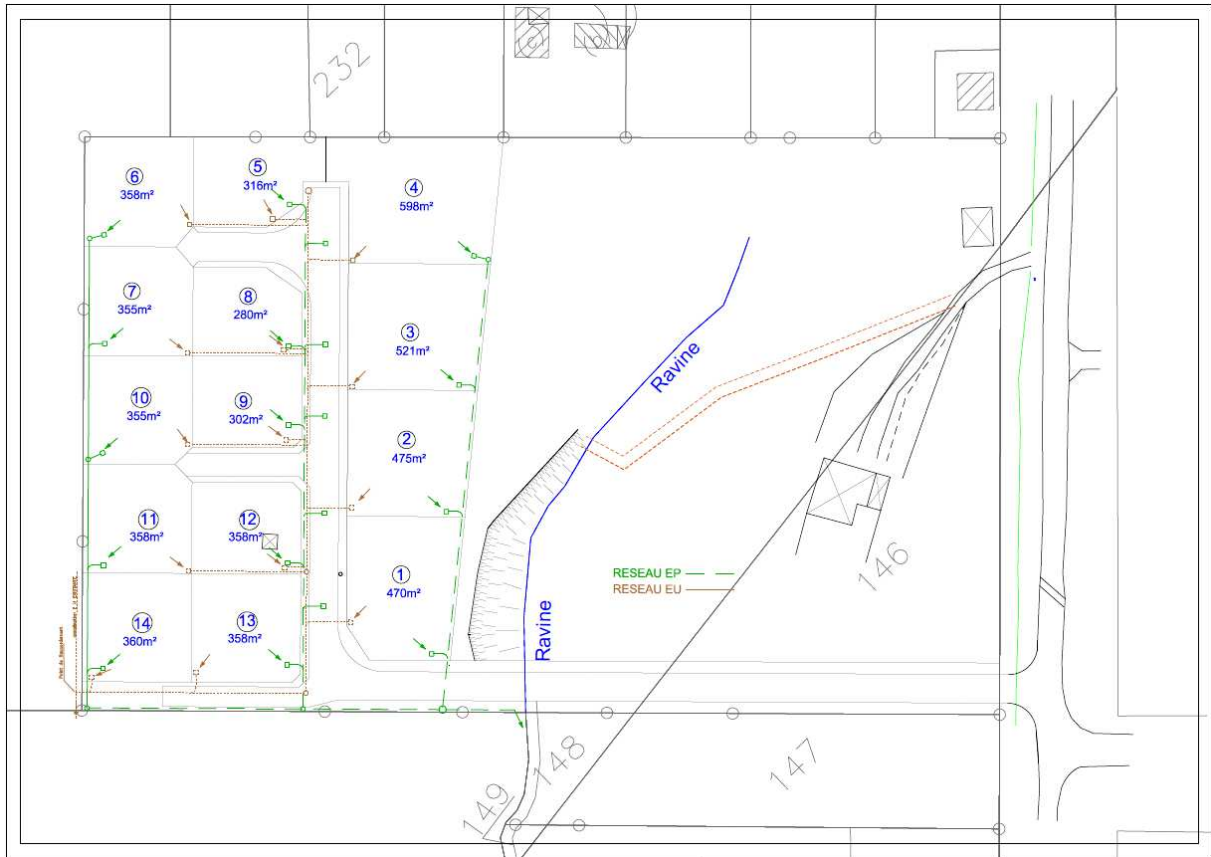 232
6
358m²
5
316m²
4
598m²
7
355m²
8
280m²
3
521m²
Ravine
10
355m²
9
302m²
2
475m²
11
358m²
12
358m²
1
470m²
146
RESEAU EP
RESEAU EU
14
360m²
13
358m²
Ravine
148
147
149